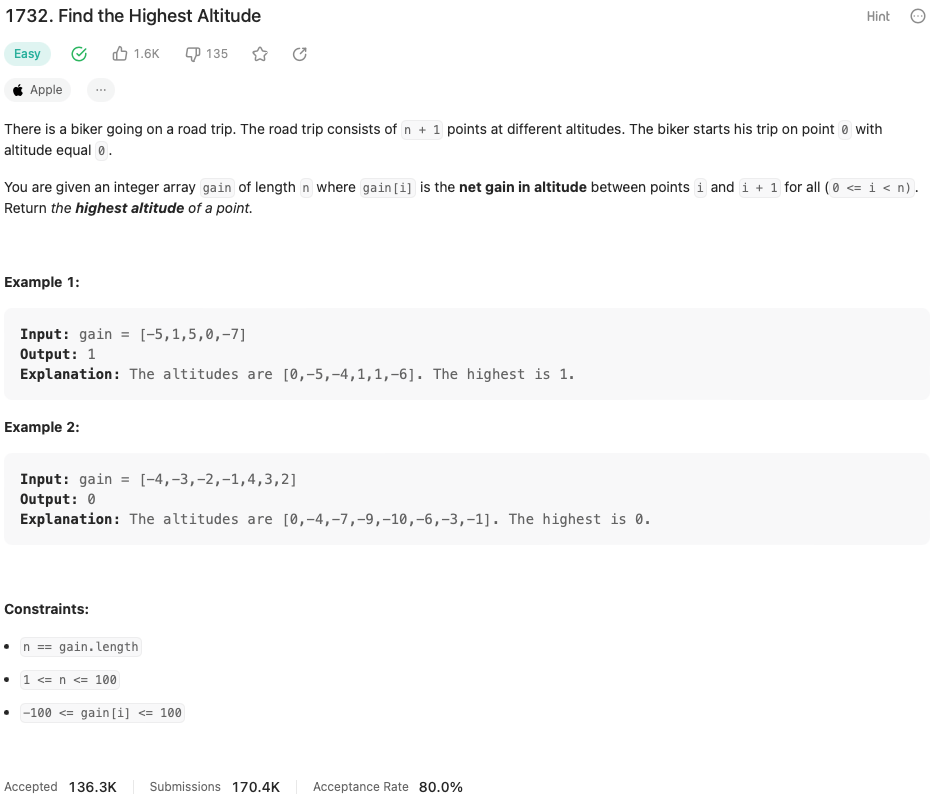 1732. Find the Highest Altitude
Hint
Easy
1.6K
135
Apple
There is a biker going on a road trip. The road trip consists of n + 1 points at different altitudes. The biker starts his trip on point 0 with
altitude equal 0.
You are given an integer array gain of length n where gain[i] is the net gain in altitude between points i and i + 1 for all (0 <= i < n).
Return the highest altitude of a point.
Example 1:
Input: gain = [-5,1,5,0,-7]
Output: 1
Explanation: The altitudes are [0,-5,-4,1,1,-6]. The highest is 1.
Example 2:
Input: gain = [-4,-3,-2,-1,4,3,2]
Output: 0
Explanation: The altitudes are [0,-4,-7,-9,-10,-6,-3,-1]. The highest is 0.
Constraints:
• n == gain.length
• 1 <= n <= 100
• -100 <= gain[i] <= 100
Accepted 136.3K Submissions 170.4K Acceptance Rate 80.0%